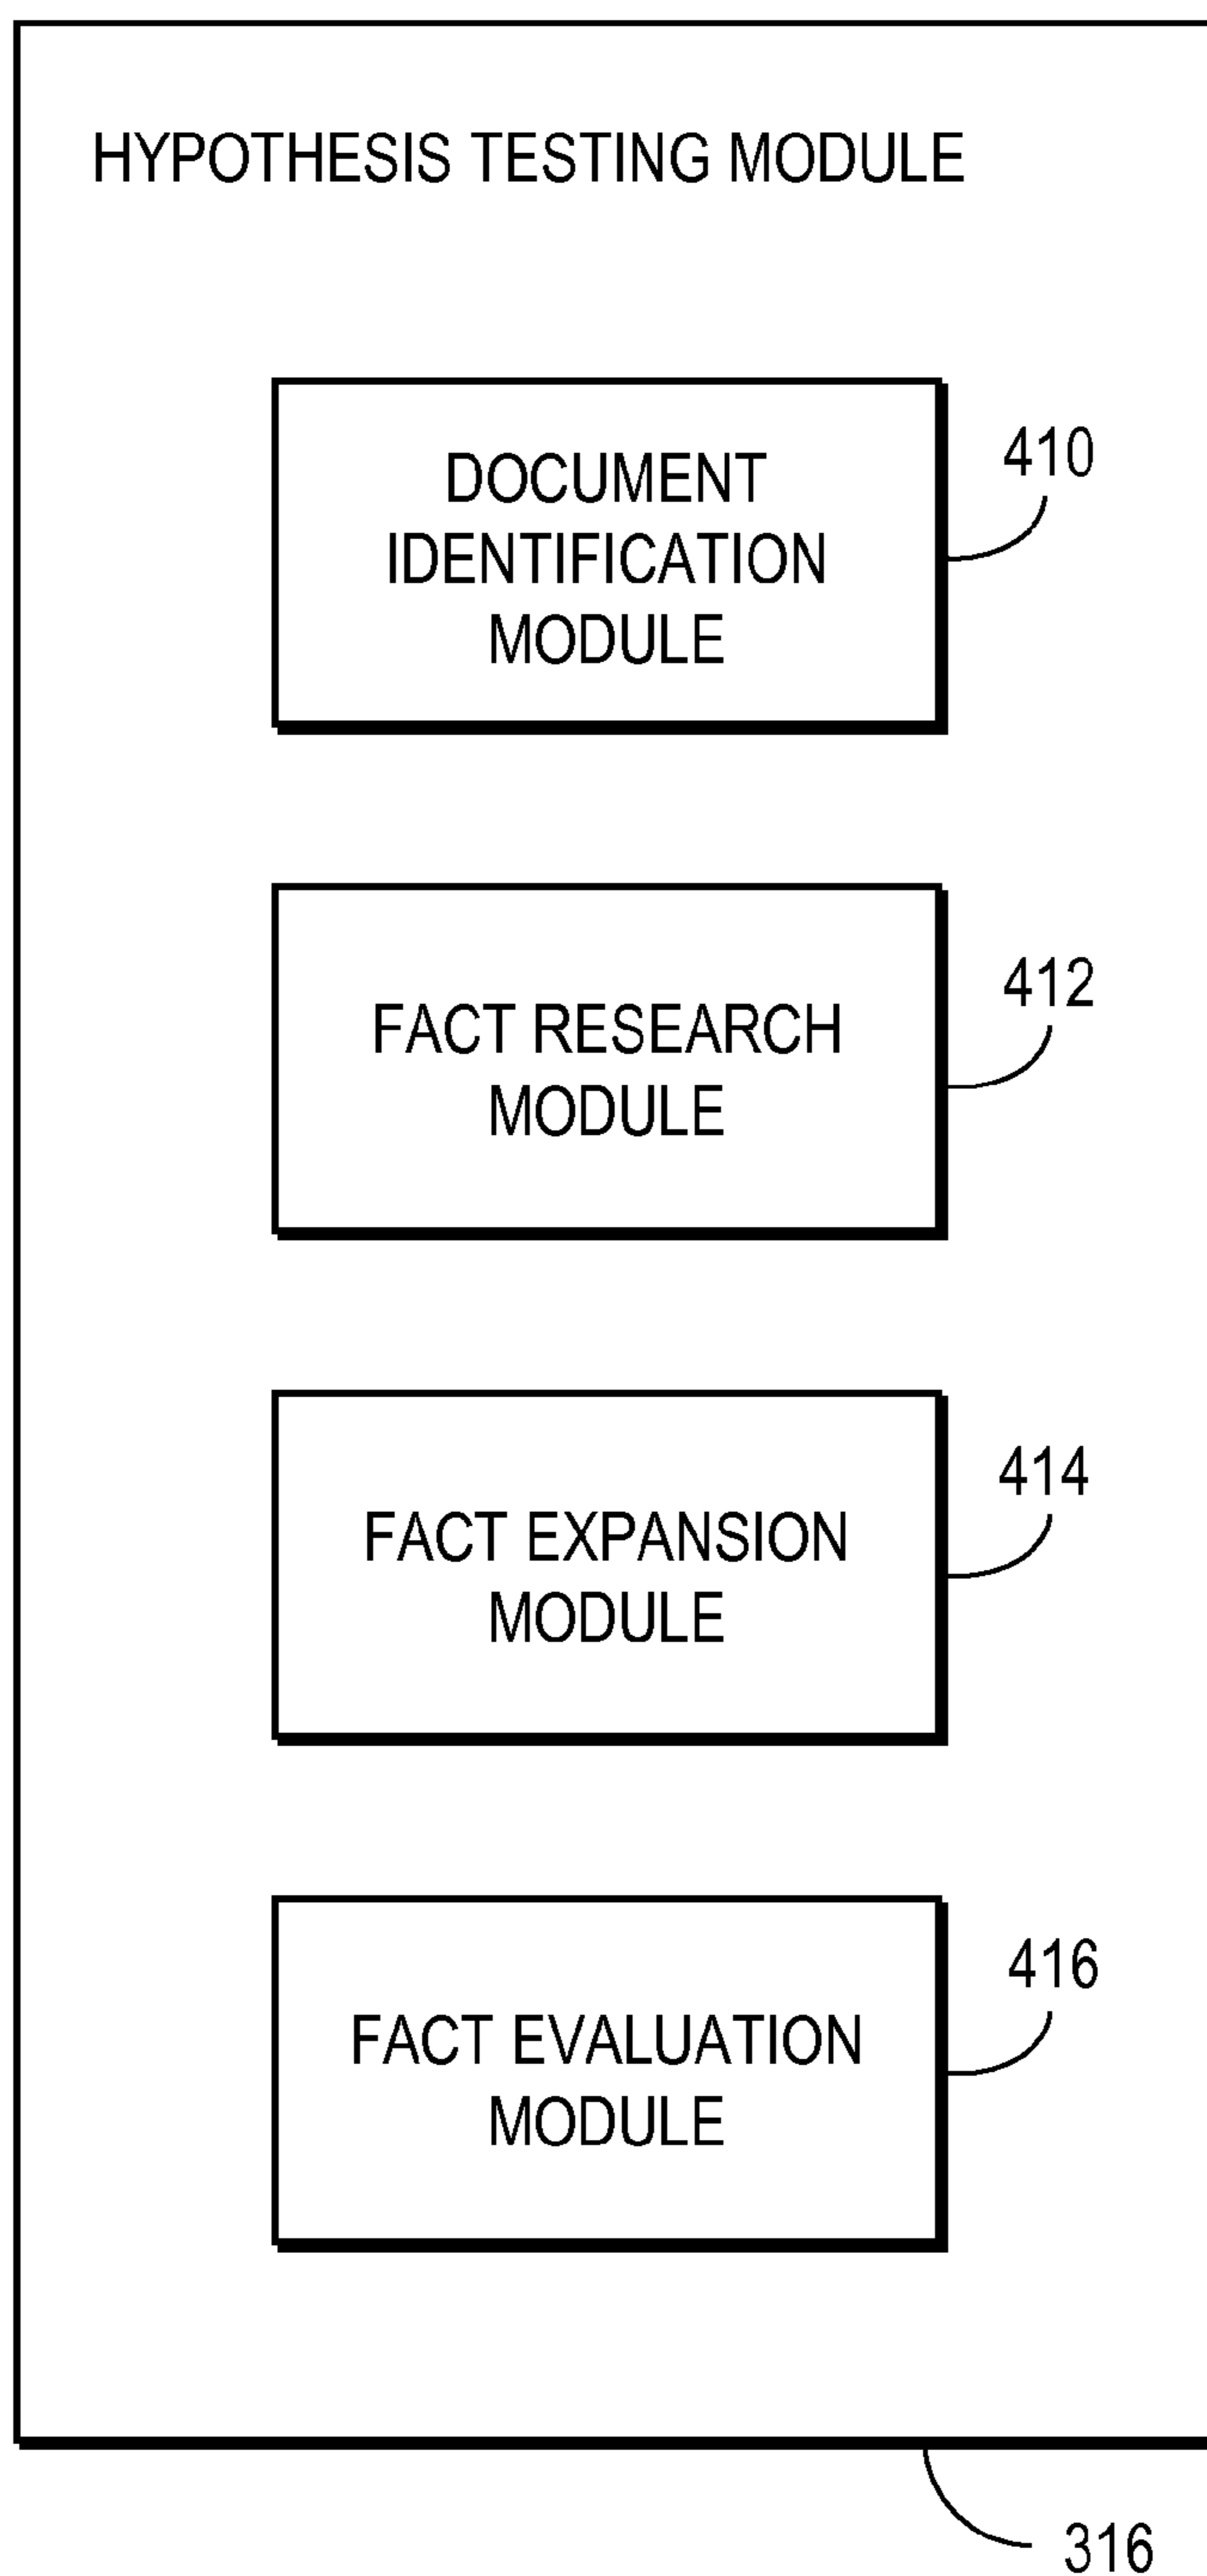 HYPOTHESIS TESTING MODULE
DOCUMENT
IDENTIFICATION
MODULE
410
FACT RESEARCH
MODULE
412
FACT EXPANSION
MODULE
414
FACT EVALUATION
MODULE
416
316